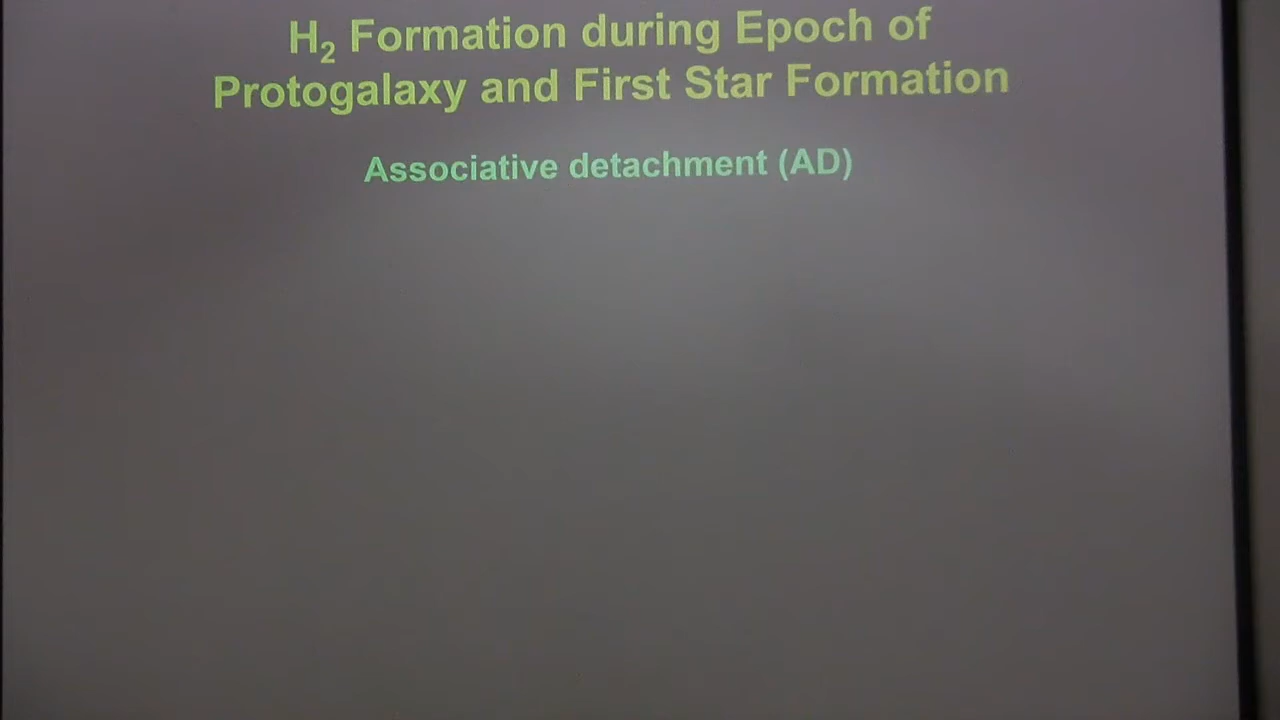 H₂ Formation during Epoch of
Protogalaxy and First Star Formation
Associative detachment (AD)